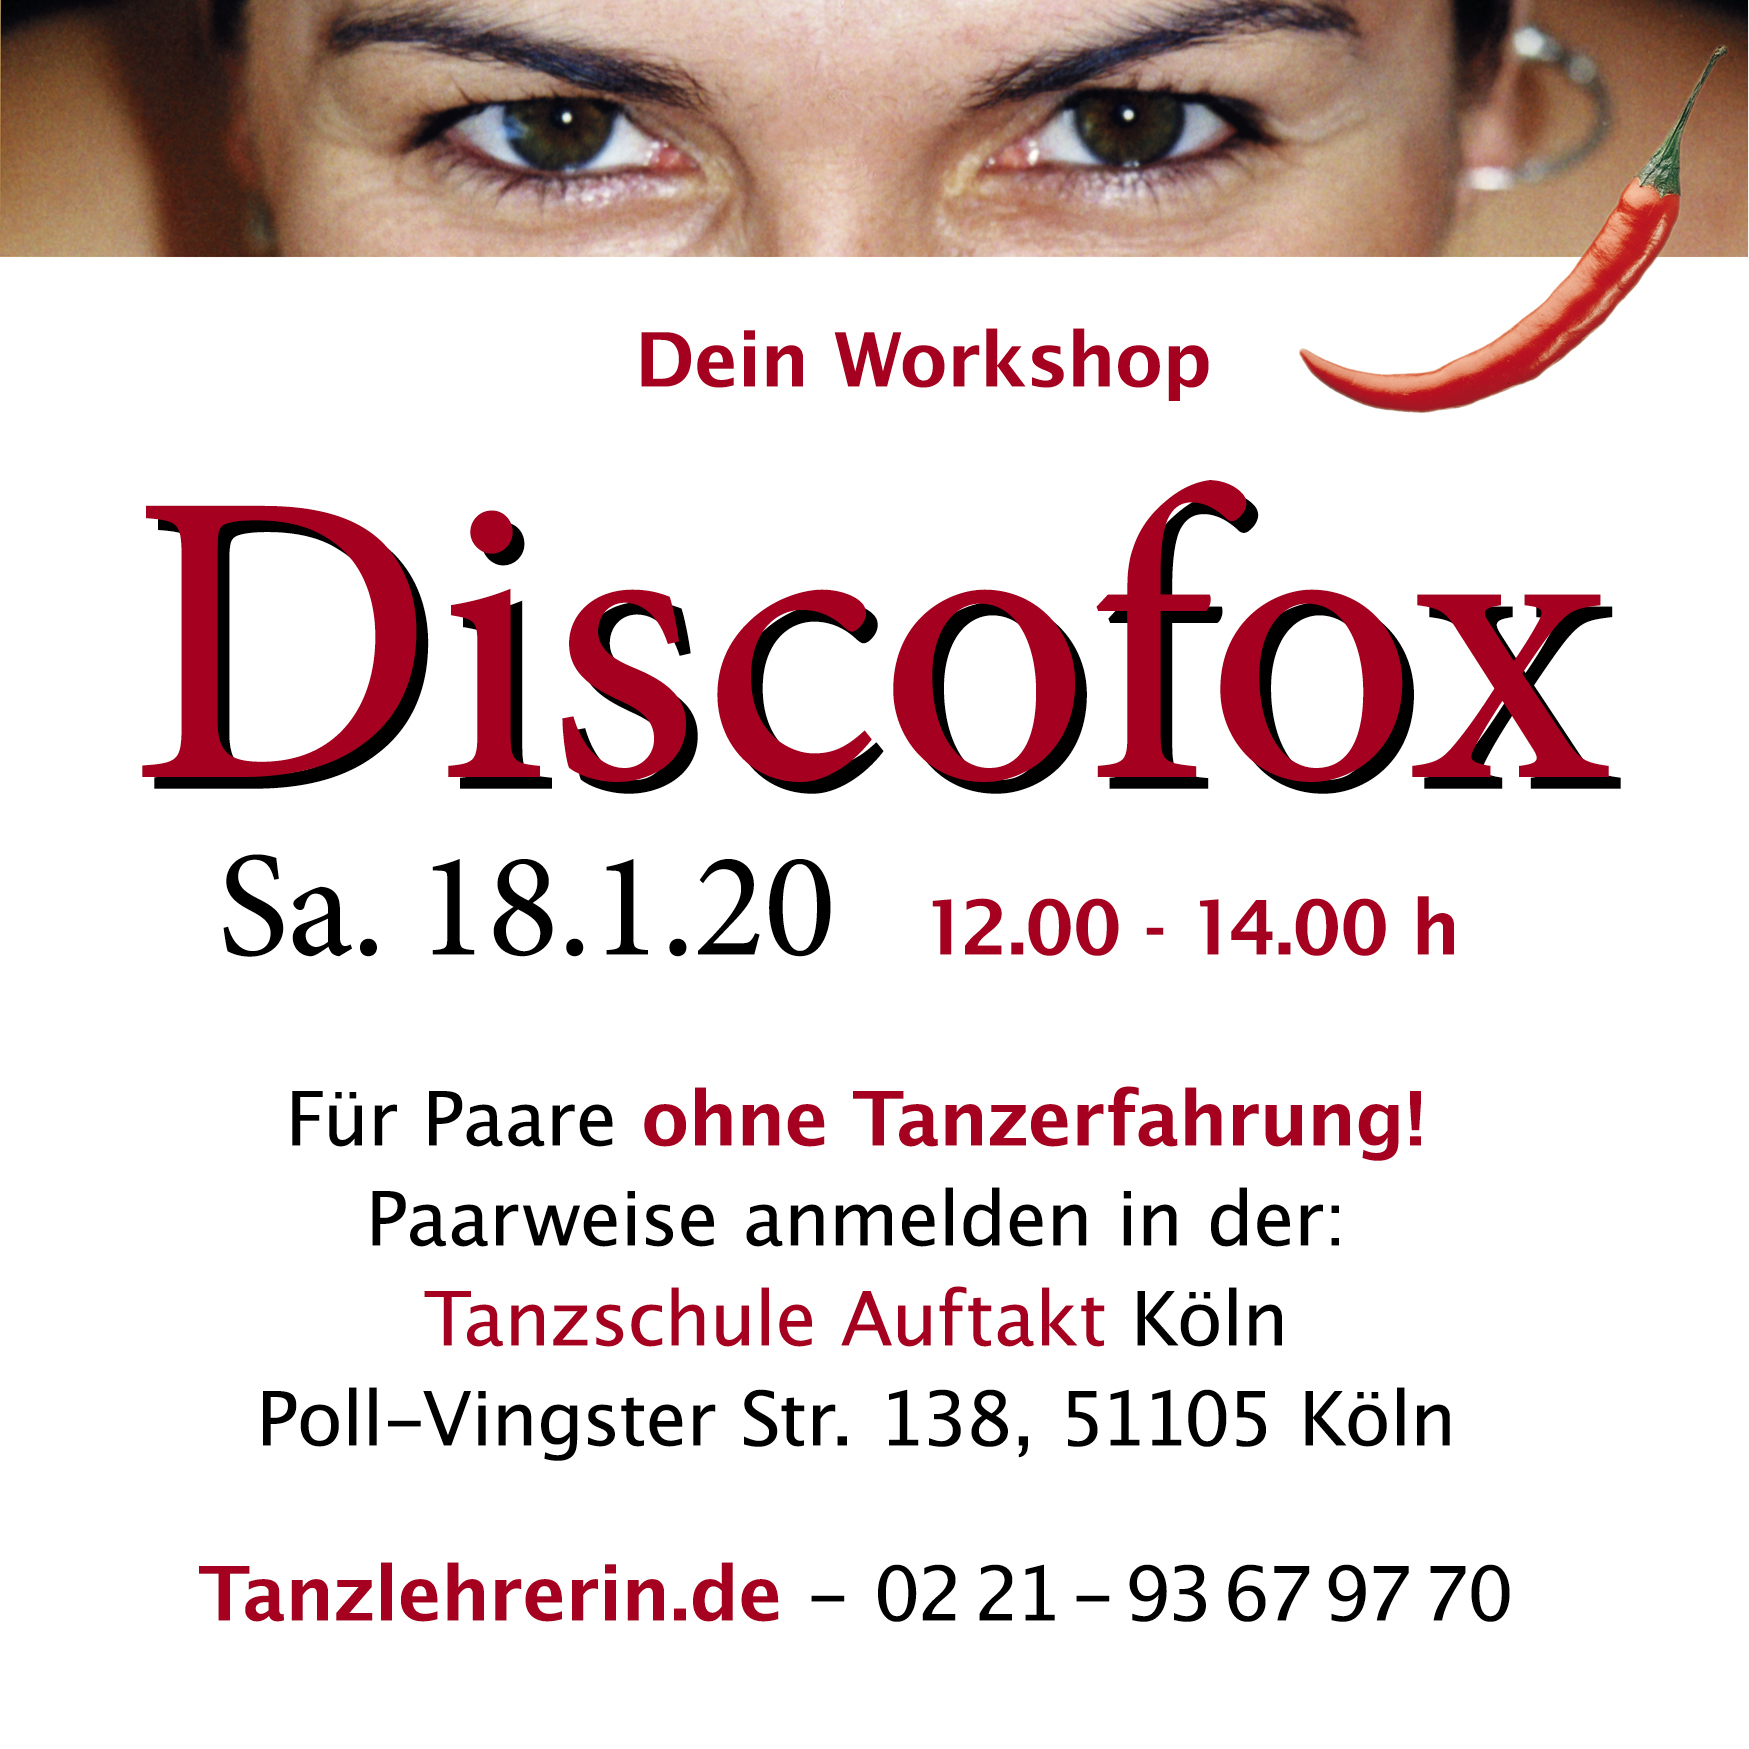 Dein Workshop
Discofox
Sa. 18.1.20 12.00 - 14.00 h
Für Paare ohne Tanzerfahrung!
Paarweise anmelden in der:
Tanzschule Auftakt Köln
Poll–Vingster Str. 138, 51105 Köln
Tanzlehrerin.de – 02 21 – 93 67 97 70